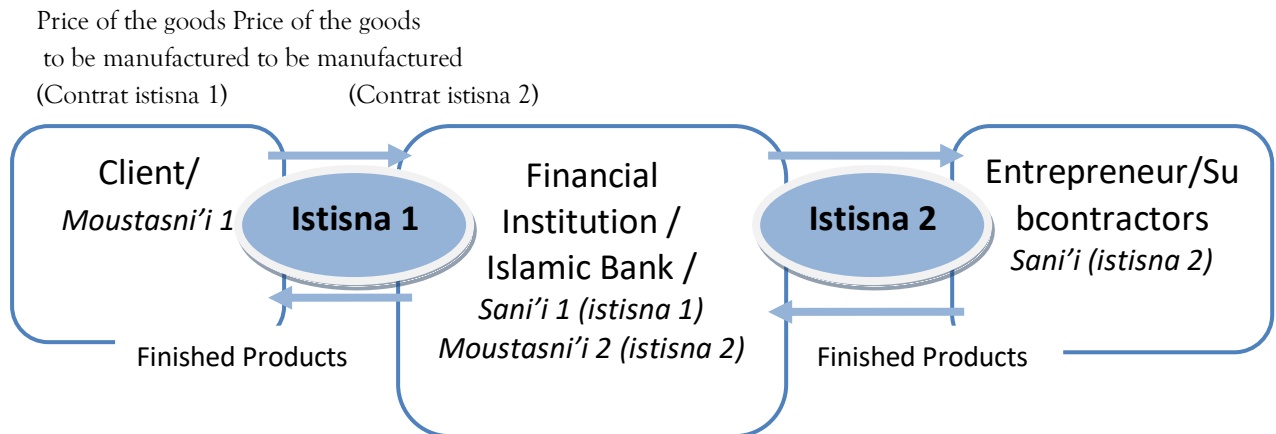 Price of the goods Price of the goods
to be manufactured to be manufactured
(Contrat istisna 1) (Contrat istisna 2)
Client/
Moustasni’i 1
Istisna 1
Financial
Institution /
Islamic Bank /
Sani’i 1 (istisna 1)
Moustasni’i 2 (istisna 2)
Istisna 2
Entrepreneur/Su
bcontractors
Sani’i (istisna 2)
Finished Products
Finished Products